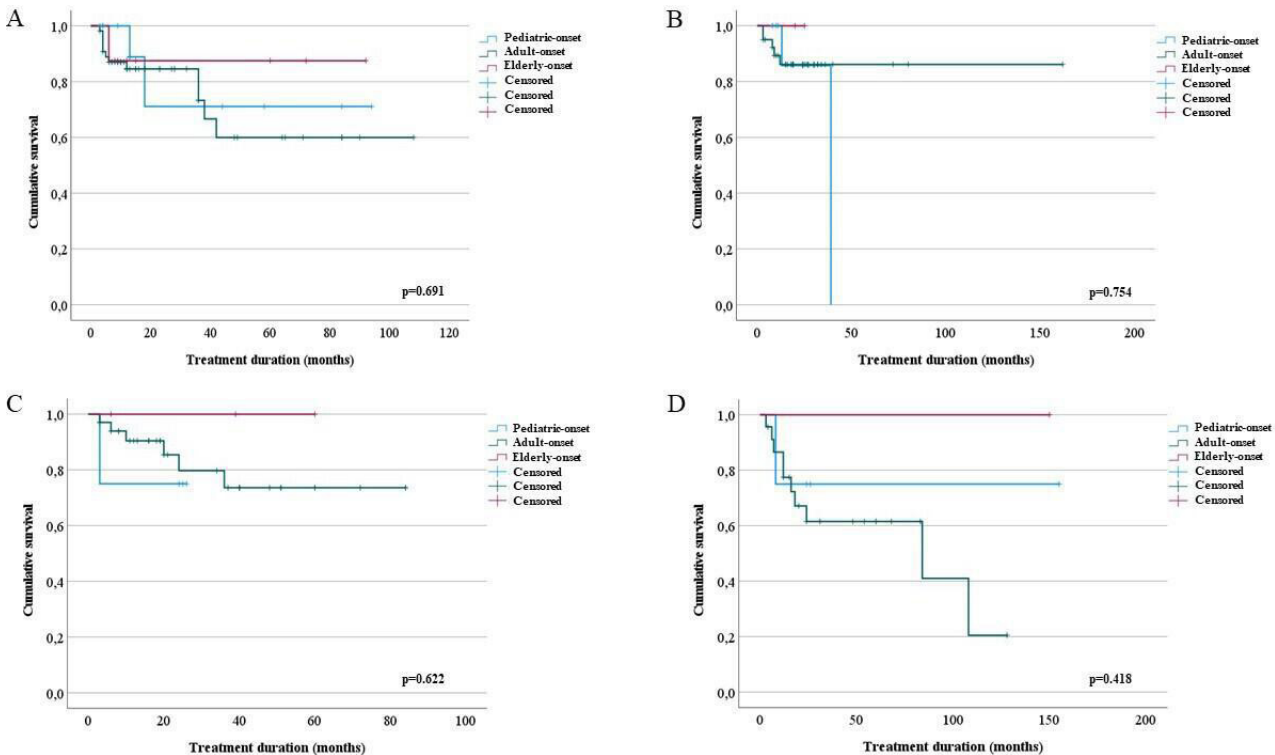 A
Cumulative survival
1,0
0,8
0,6
0,4
0,2
0,0
0 20 40 60 80 100 120
Treatment duration (months)
p=0.691
Pediatric-onset
Adult-onset
Elderly-onset
Censored
Censored
Censored
B
Cumulative survival
1,0
0,8
0,6
0,4
0,2
0,0
0 50 100 150 200
Treatment duration (months)
p=0.754
Pediatric-onset
Adult-onset
Elderly-onset
Censored
Censored
Censored
C
Cumulative survival
1,0
0,8
0,6
0,4
0,2
0,0
0 20 40 60 80 100
Treatment duration (months)
p=0.622
Pediatric-onset
Adult-onset
Elderly-onset
Censored
Censored
Censored
D
Cumulative survival
1,0
0,8
0,6
0,4
0,2
0,0
0 50 100 150 200
Treatment duration (months)
p=0.418
Pediatric-onset
Adult-onset
Elderly-onset
Censored
Censored
Censored